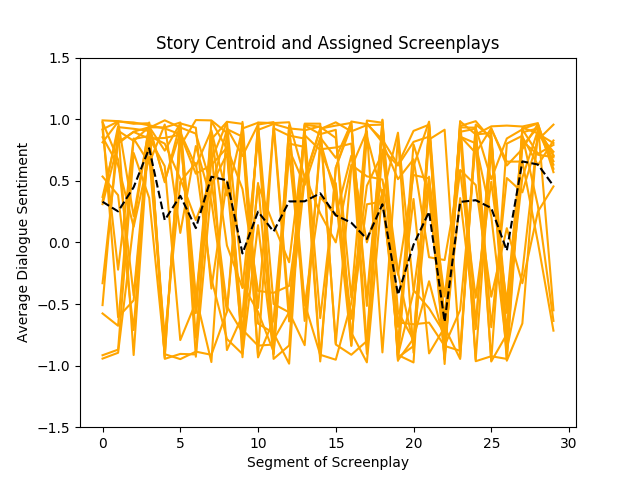 Story Centroid and Assigned Screenplays
1.5
1.0
0.5
0.0
−0.5
−1.0
−1.5
Average Dialogue Sentiment
0 5 10 15 20 25 30
Segment of Screenplay